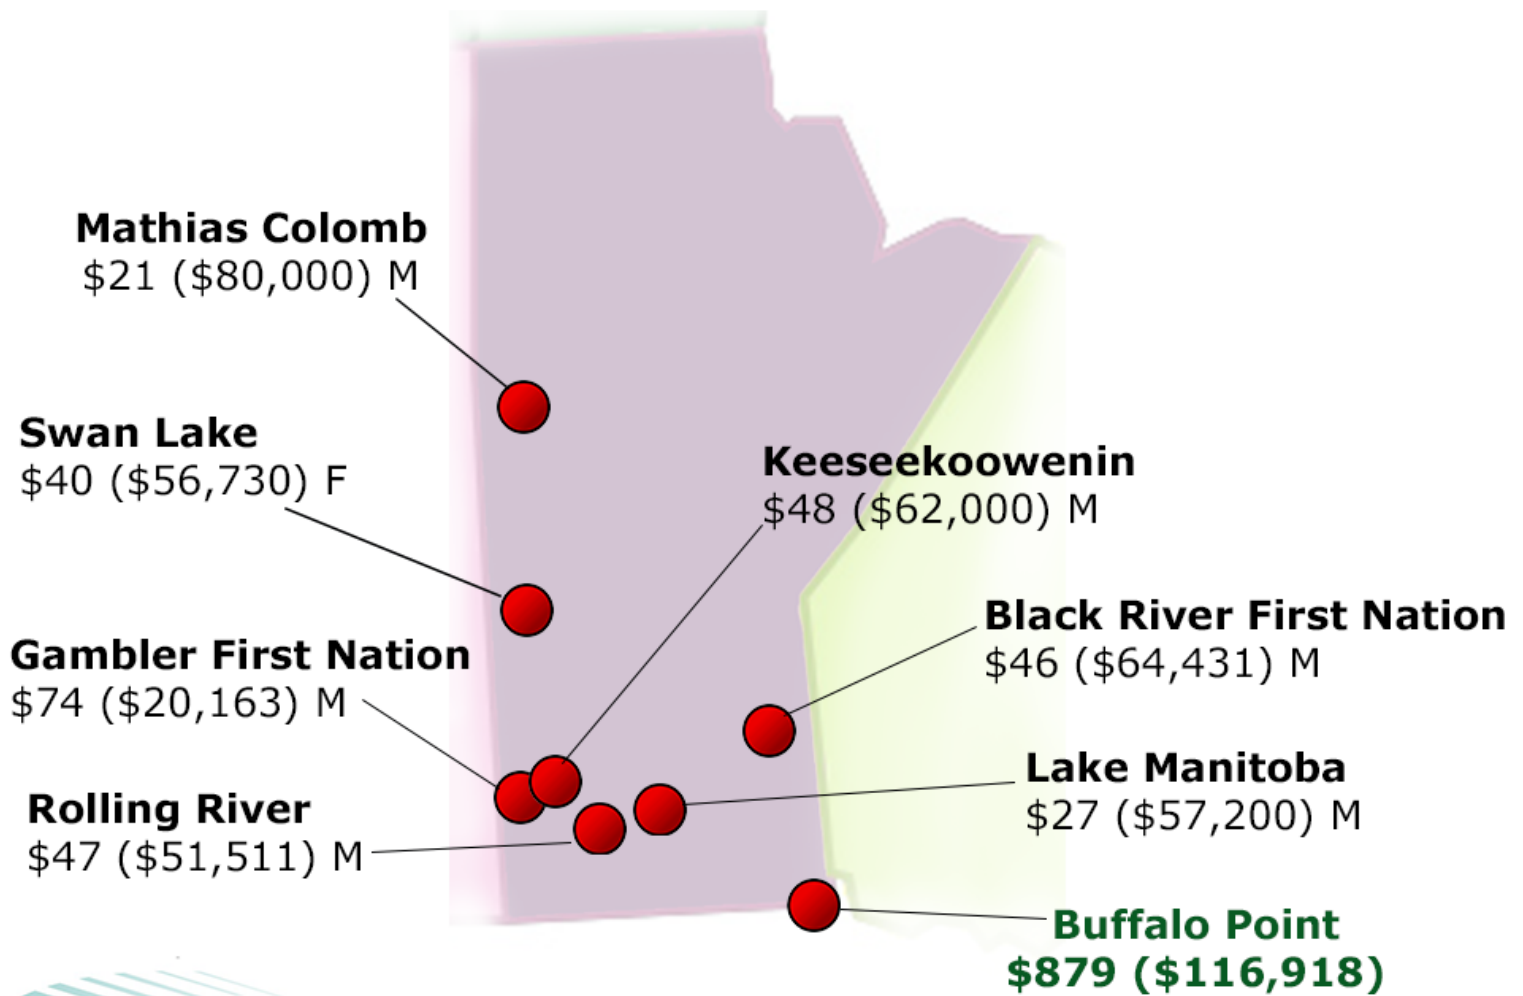 Mathias Colomb
$21 ($80,000) M
Swan Lake
$40 ($56,730) F
Keeseekoowenin
$48 ($62,000) M
Black River First Nation
$46 ($64,431) M
Gambler First Nation
$74 ($20,163) M
Lake Manitoba
$27 ($57,200) M
Rolling River
$47 ($51,511) M
Buffalo Point
$879 ($116,918)